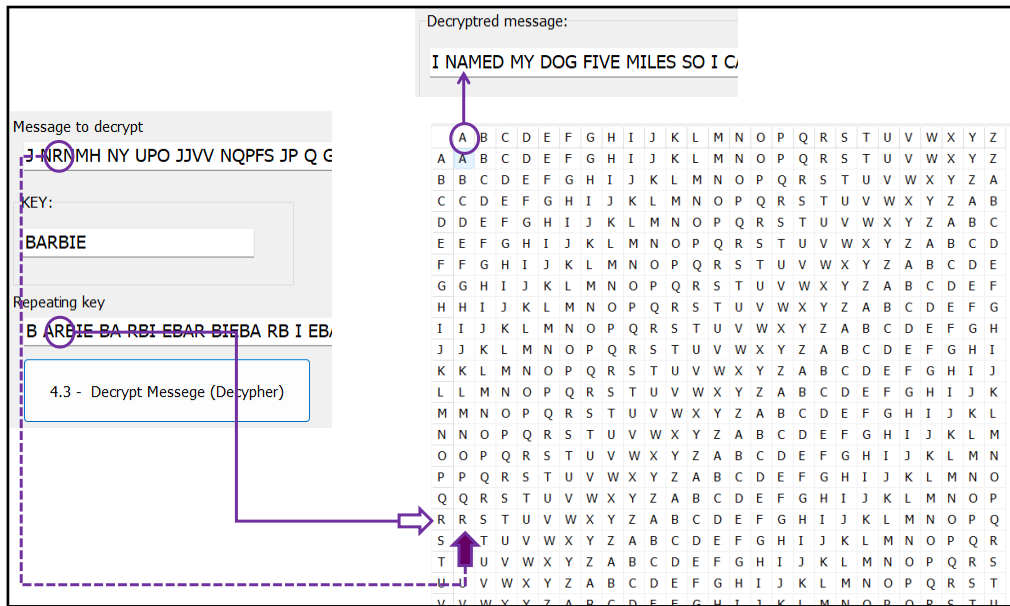 Decryptred message:
I NAMED MY DOG FIVE MILES SO I CA
Message to decrypt
J NRNMH NY UPO JJVV NQPFS JP Q G
KEY:
BARBIE
Repeating key
B ARBIE BA RBI EBAR BIEBA RB I EBA
4.3 - Decrypt Messege (Decypher)
A B C D E F G H I J K L M N O P Q R S T U V W X Y Z
A A B C D E F G H I J K L M N O P Q R S T U V W X Y Z
B B C D E F G H I J K L M N O P Q R S T U V W X Y Z A
C C D E F G H I J K L M N O P Q R S T U V W X Y Z A B
D D E F G H I J K L M N O P Q R S T U V W X Y Z A B C
E E F G H I J K L M N O P Q R S T U V W X Y Z A B C D
F F G H I J K L M N O P Q R S T U V W X Y Z A B C D E
G G H I J K L M N O P Q R S T U V W X Y Z A B C D E F
H H I J K L M N O P Q R S T U V W X Y Z A B C D E F G
I I J K L M N O P Q R S T U V W X Y Z A B C D E F G H
J J K L M N O P Q R S T U V W X Y Z A B C D E F G H I
K K L M N O P Q R S T U V W X Y Z A B C D E F G H I J
L L M N O P Q R S T U V W X Y Z A B C D E F G H I J K
M M N O P Q R S T U V W X Y Z A B C D E F G H I J K L
N N O P Q R S T U V W X Y Z A B C D E F G H I J K L M
O O P Q R S T U V W X Y Z A B C D E F G H I J K L M N
P P Q R S T U V W X Y Z A B C D E F G H I J K L M N O
Q Q R S T U V W X Y Z A B C D E F G H I J K L M N O P
R R S T U V W X Y Z A B C D E F G H I J K L M N O P Q
S T U V W X Y Z A B C D E F G H I J K L M N O P Q R
T U V W X Y Z A B C D E F G H I J K L M N O P Q R S
U U V W X Y Z A B C D E F G H I J K L M N O P Q R S T
V V W X Y Z A B C D E F G H I J K L M N O P Q R S T U